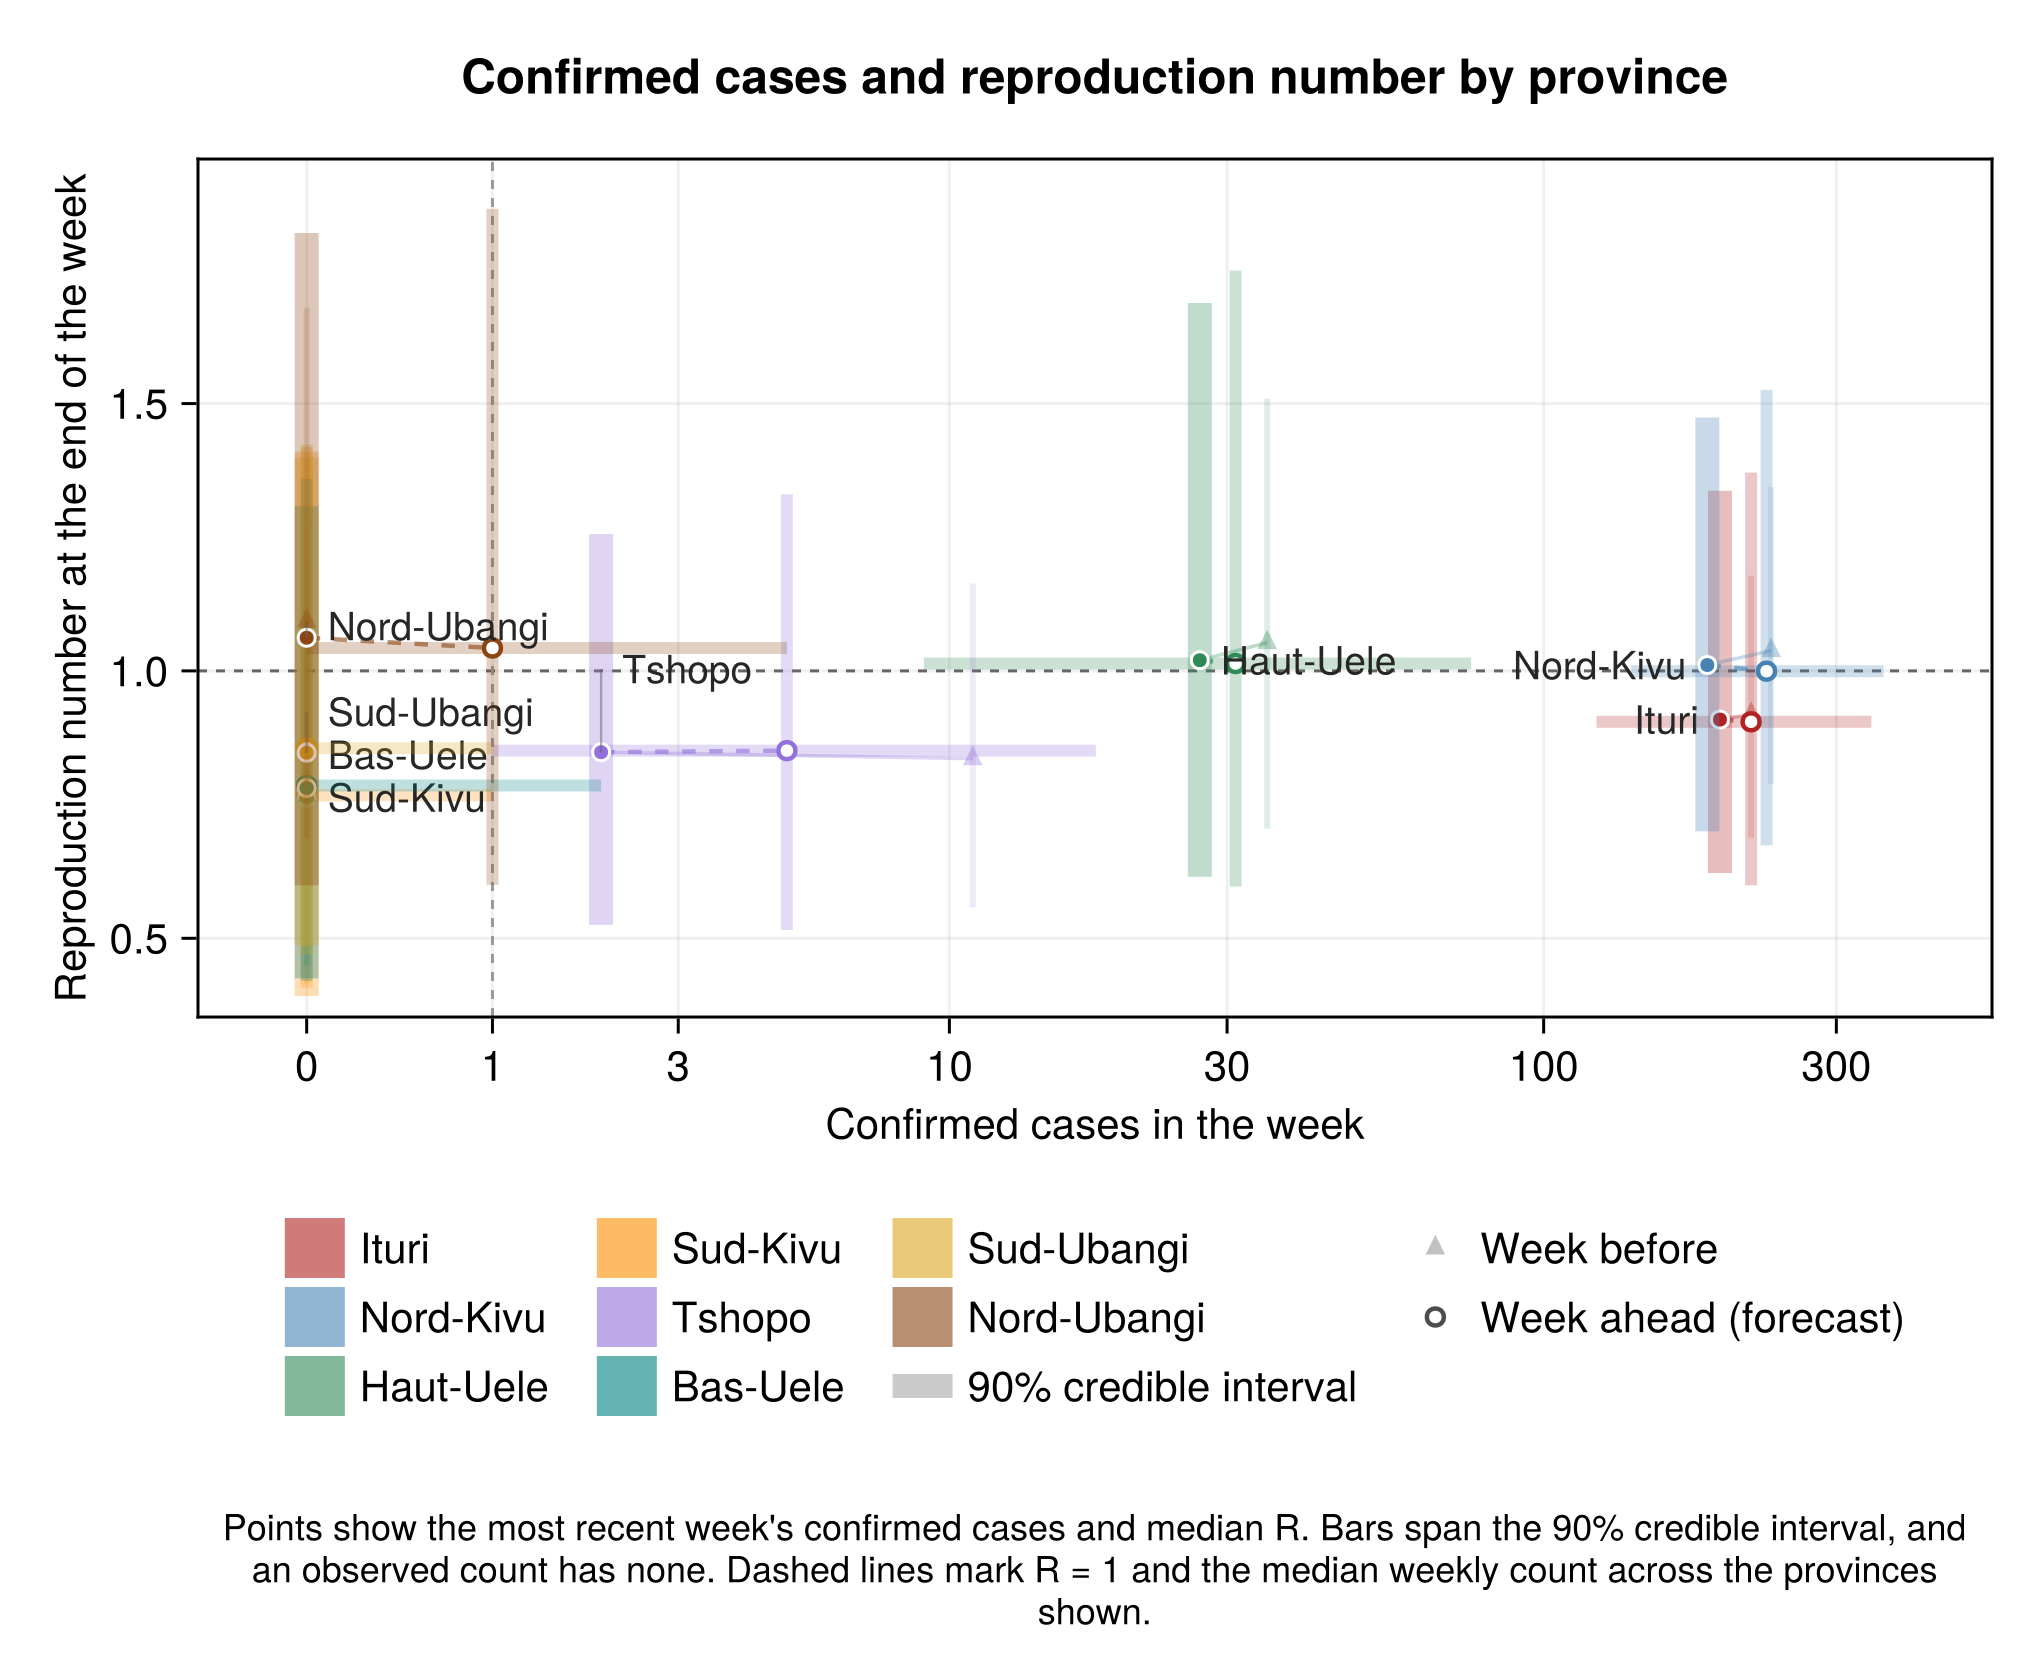 Confirmed cases and reproduction number by province
Reproduction number at the end of the week
1.5
1.0
0.5
Nord-Ubangi
Tshopo
Haut-Uele
Nord-Kivu
Sud-Ubangi
Ituri
Bas-Uele
Sud-Kivu
0 1 3 10 30 100 300
Confirmed cases in the week
Ituri Sud-Kivu Sud-Ubangi Week before
Nord-Kivu Tshopo Nord-Ubangi Week ahead (forecast)
Haut-Uele Bas-Uele 90% credible interval
Points show the most recent week's confirmed cases and median R. Bars span the 90% credible interval, and
an observed count has none. Dashed lines mark R = 1 and the median weekly count across the provinces
shown.